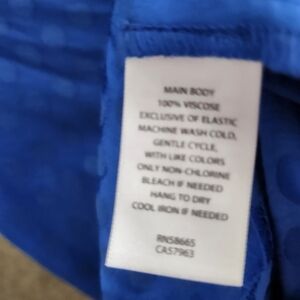 MAIN BODY
100% VISCOSE
EXCLUSIVE OF ELASTIC
MACHINE WASH COLD,
GENTLE CYCLE,
WITH LIKE COLORS
ONLY NON-CHLORINE
BLEACH IF NEEDED
HANG TO DRY
COOL IRON IF NEEDED
RN58665
CA57963